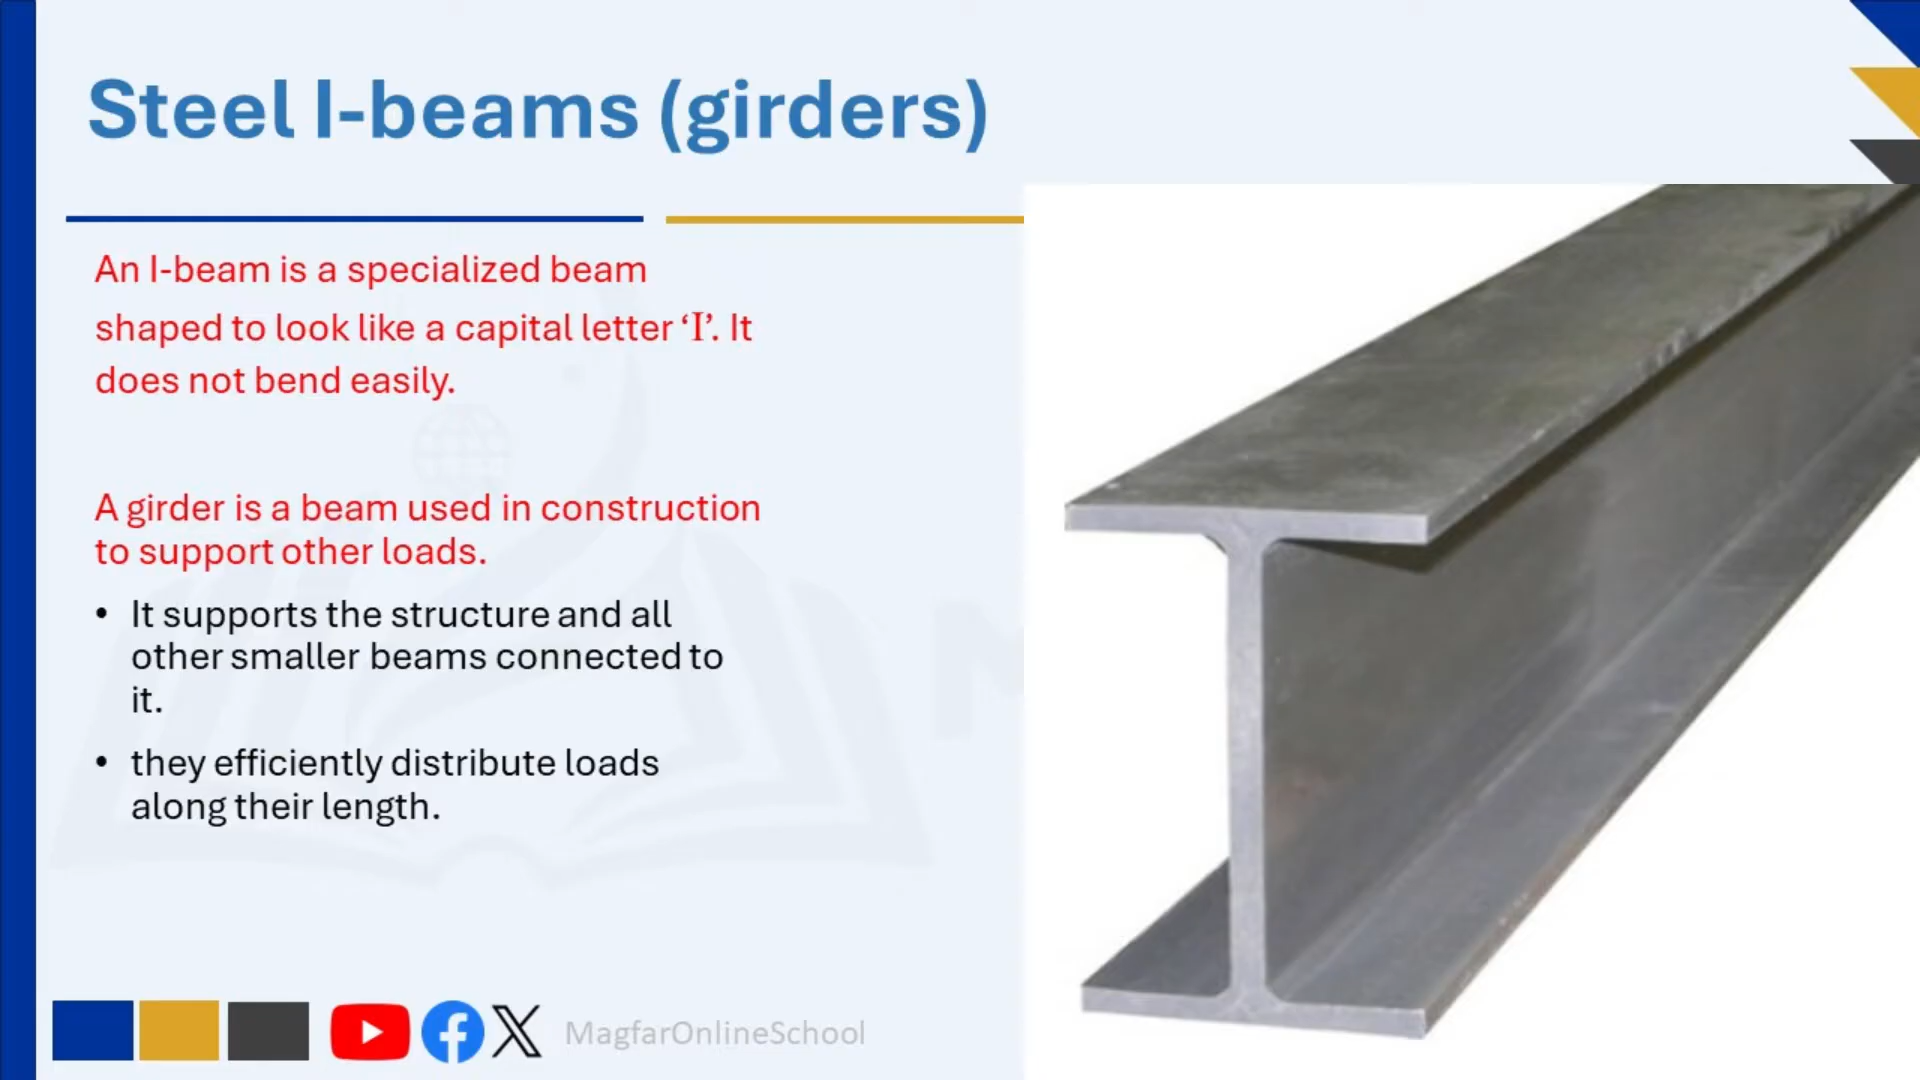 Steel I-beams (girders)
An I-beam is a specialized beam
shaped to look like a capital letter ‘I’. It
does not bend easily.
A girder is a beam used in construction
to support other loads.
• It supports the structure and all
other smaller beams connected to
it.
• they efficiently distribute loads
along their length.
MagfarOnlineSchool